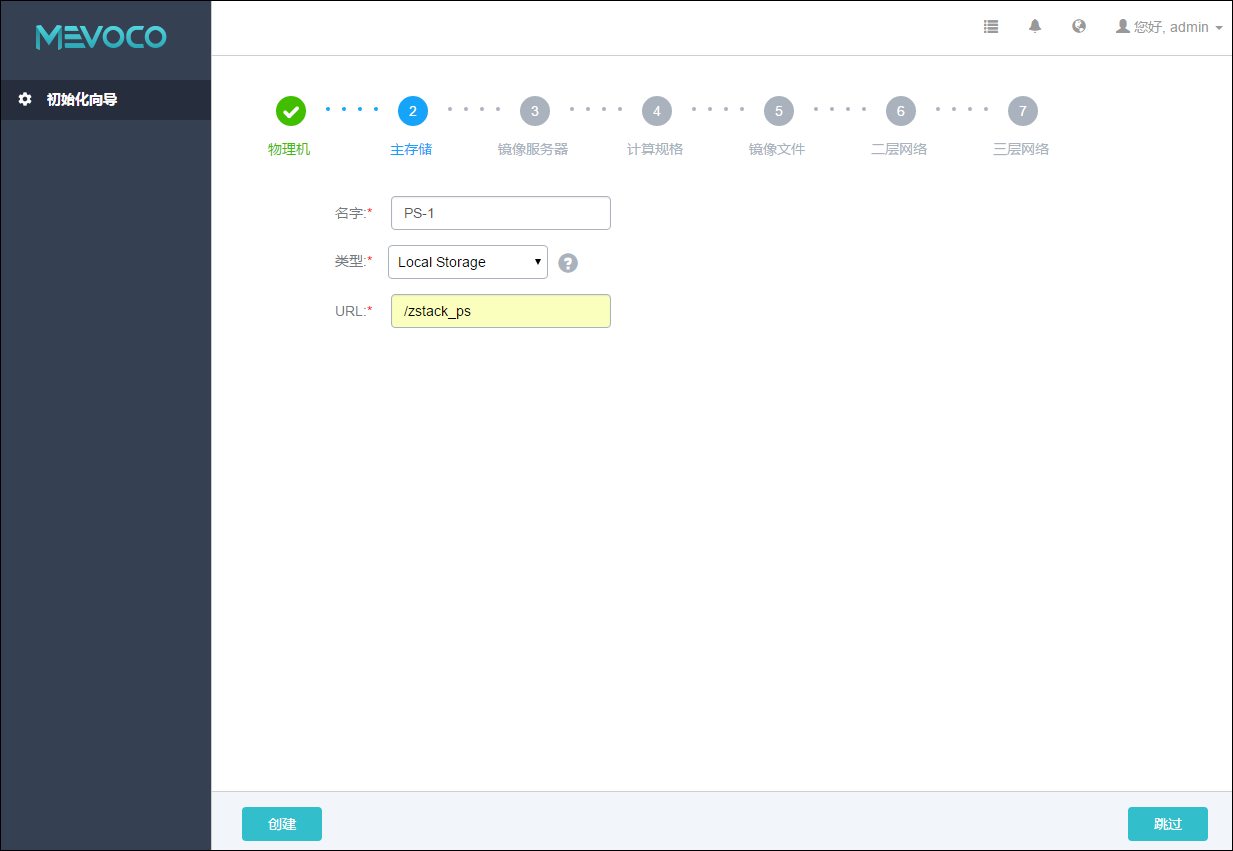 MEVOCO
您好, admin
初始化向导
2 3 4 5 6 7
物理机 主存储 镜像服务器 计算规格 镜像文件 二层网络 三层网络
名字:* PS-1
类型:* Local Storage ?
URL:* /zstack_ps
创建 跳过